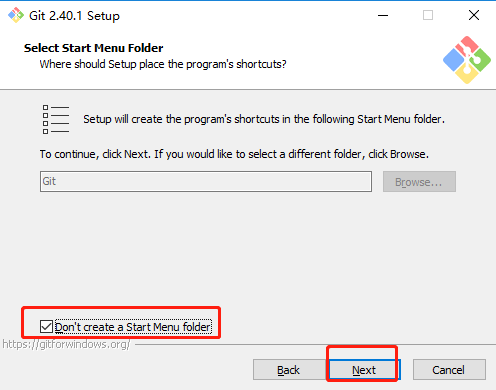 Git 2.40.1 Setup
Select Start Menu Folder
Where should Setup place the program's shortcuts?
Setup will create the program's shortcuts in the following Start Menu folder.
To continue, click Next. If you would like to select a different folder, click Browse.
Git
Browse...
Don't create a Start Menu folder
https://gitforwindows.org/
Back
Next
Cancel